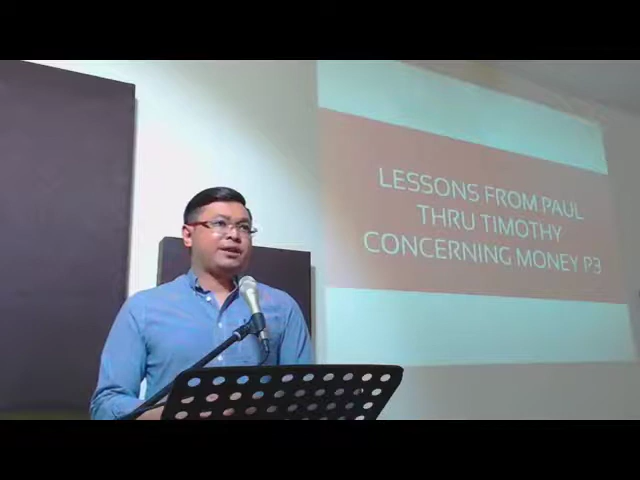 LESSONS FROM PAUL
THRU TIMOTHY
CONCERNING MONEY P3